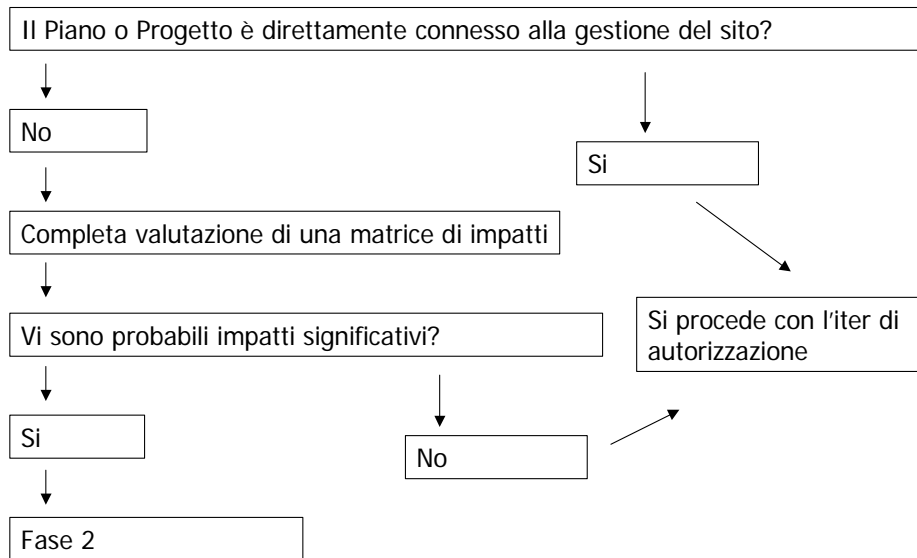 Il Piano o Progetto è direttamente connesso alla gestione del sito?
No
Si
Completa valutazione di una matrice di impatti
Vi sono probabili impatti significativi?
Si procede con l'iter di
autorizzazione
Si
No
Fase 2